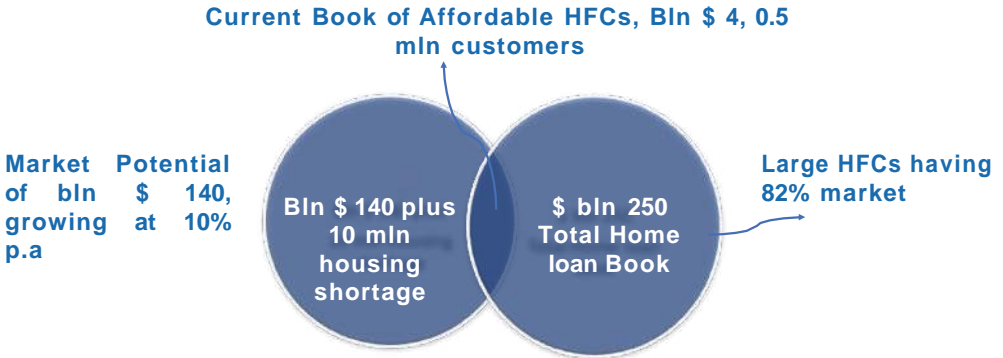 Current Book of Affordable HFCs, Bln $ 4, 0.5
mln customers
Market Potential
of bln $ 140,
growing at 10%
p.a
Bln $ 140 plus
10 mln
housing
shortage
$ bln 250
Total Home
loan Book
Large HFCs having
82% market